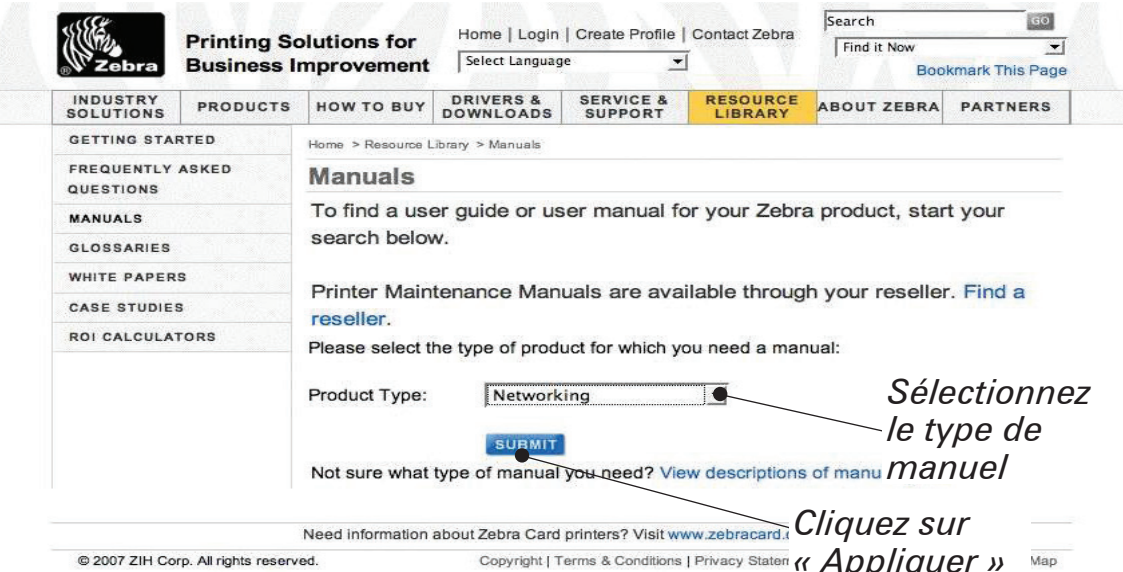 Zebra
Printing Solutions for
Business Improvement
Home | Login | Create Profile | Contact Zebra
Select Language
Search GO
Find it Now
Bookmark This Page
INDUSTRY SOLUTIONS PRODUCTS HOW TO BUY DRIVERS & DOWNLOADS SERVICE & SUPPORT RESOURCE LIBRARY ABOUT ZEBRA PARTNERS
GETTING STARTED
FREQUENTLY ASKED
QUESTIONS
MANUALS
GLOSSARIES
WHITE PAPERS
CASE STUDIES
ROI CALCULATORS
Home > Resource Library > Manuals
Manuals
To find a user guide or user manual for your Zebra product, start your
search below.
Printer Maintenance Manuals are available through your reseller. Find a
reseller.
Please select the type of product for which you need a manual:
Product Type: Networking
SUBMIT
Not sure what type of manual you need? View descriptions of manu
Sélectionnez
le type de
manuel
Cliquez sur
« Appliquer »
Need information about Zebra Card printers? Visit www.zebracard.
© 2007 ZIH Corp. All rights reserved. Copyright | Terms & Conditions | Privacy Statem Map